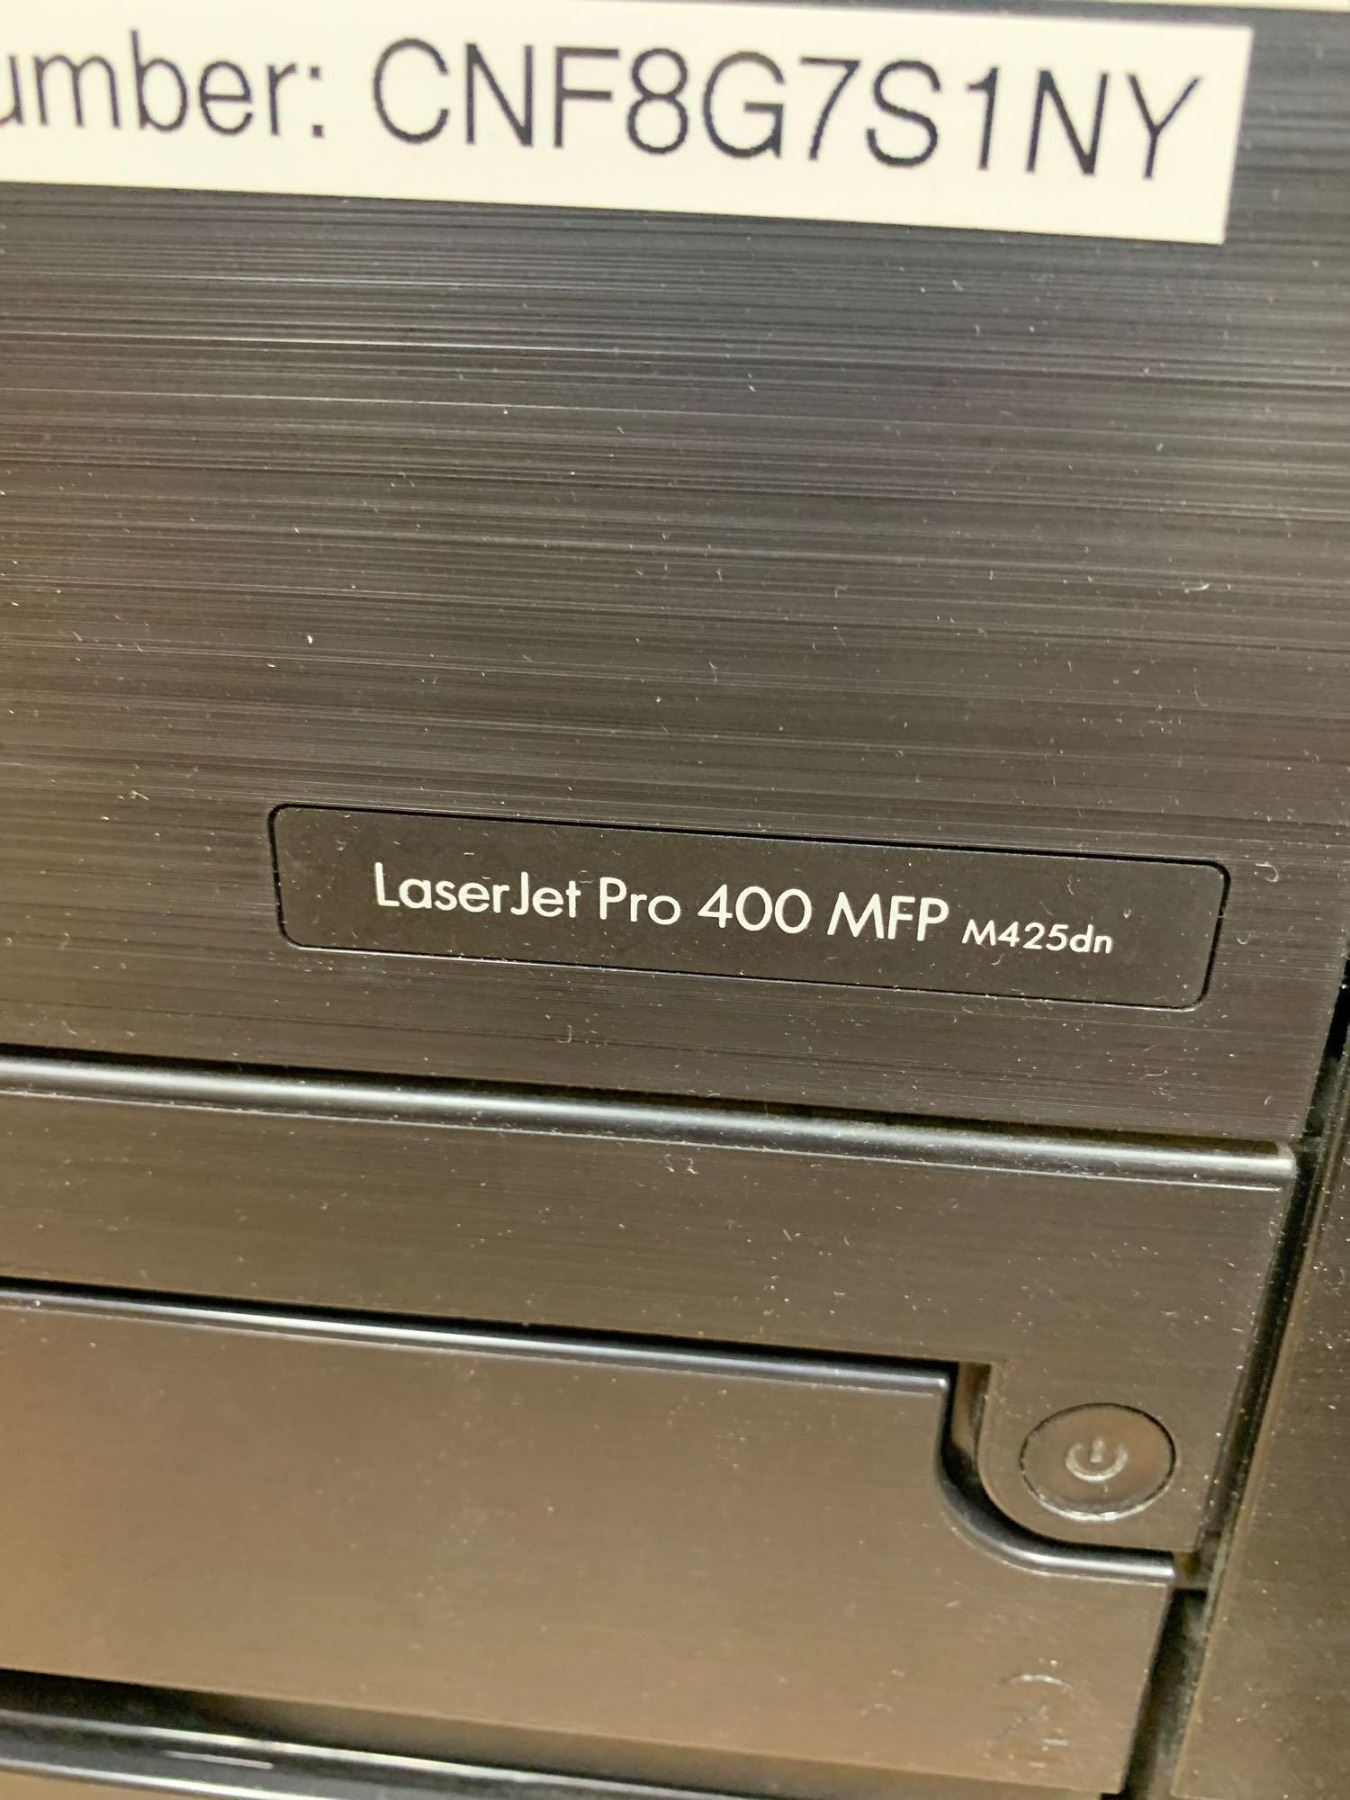 umber: CNF8G7S1NY
LaserJet Pro 400 MFP M425dn